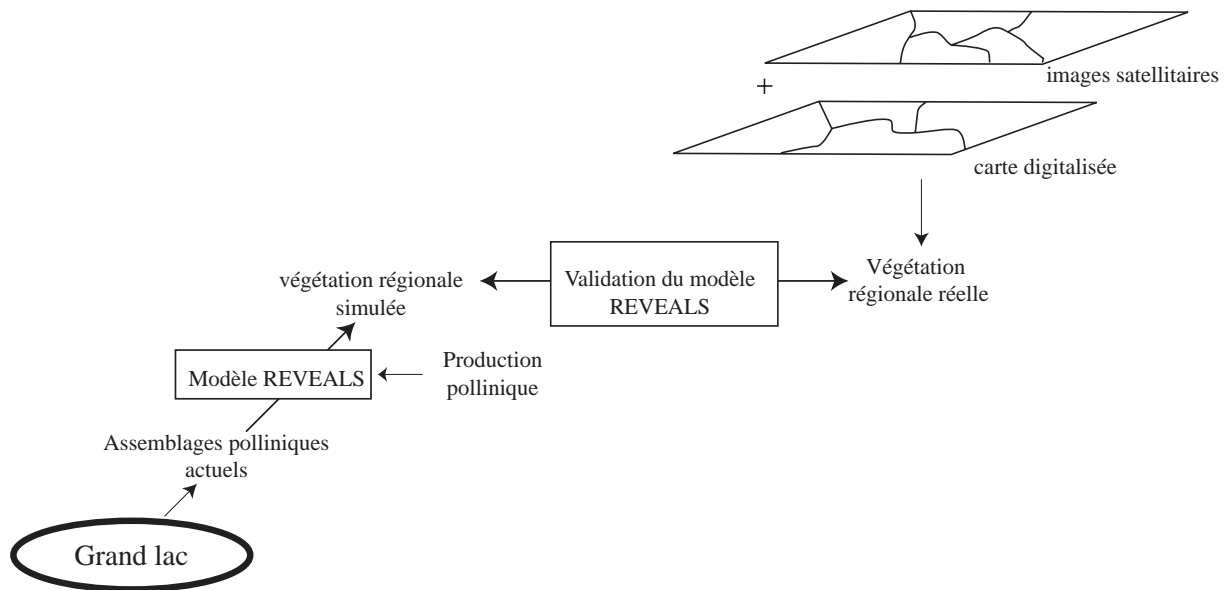 images satellitaires
+
carte digitalisée
Végétation
régionale réelle
Validation du modèle
REVEALS
végétation régionale
simulée
Production
pollinique
Modèle REVEALS
Assemblages polliniques
actuels
Grand lac